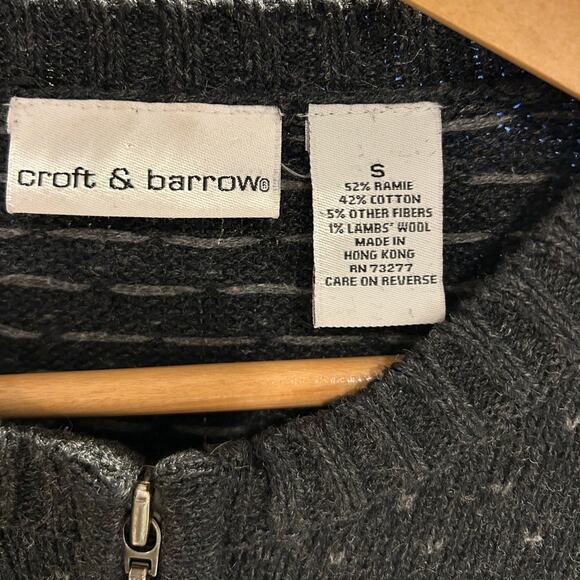 croft & barrow®
S
52% RAMIE
42% COTTON
5% OTHER FIBERS
1% LAMBS' WOOL
MADE IN
HONG KONG
RN 73277
CARE ON REVERSE